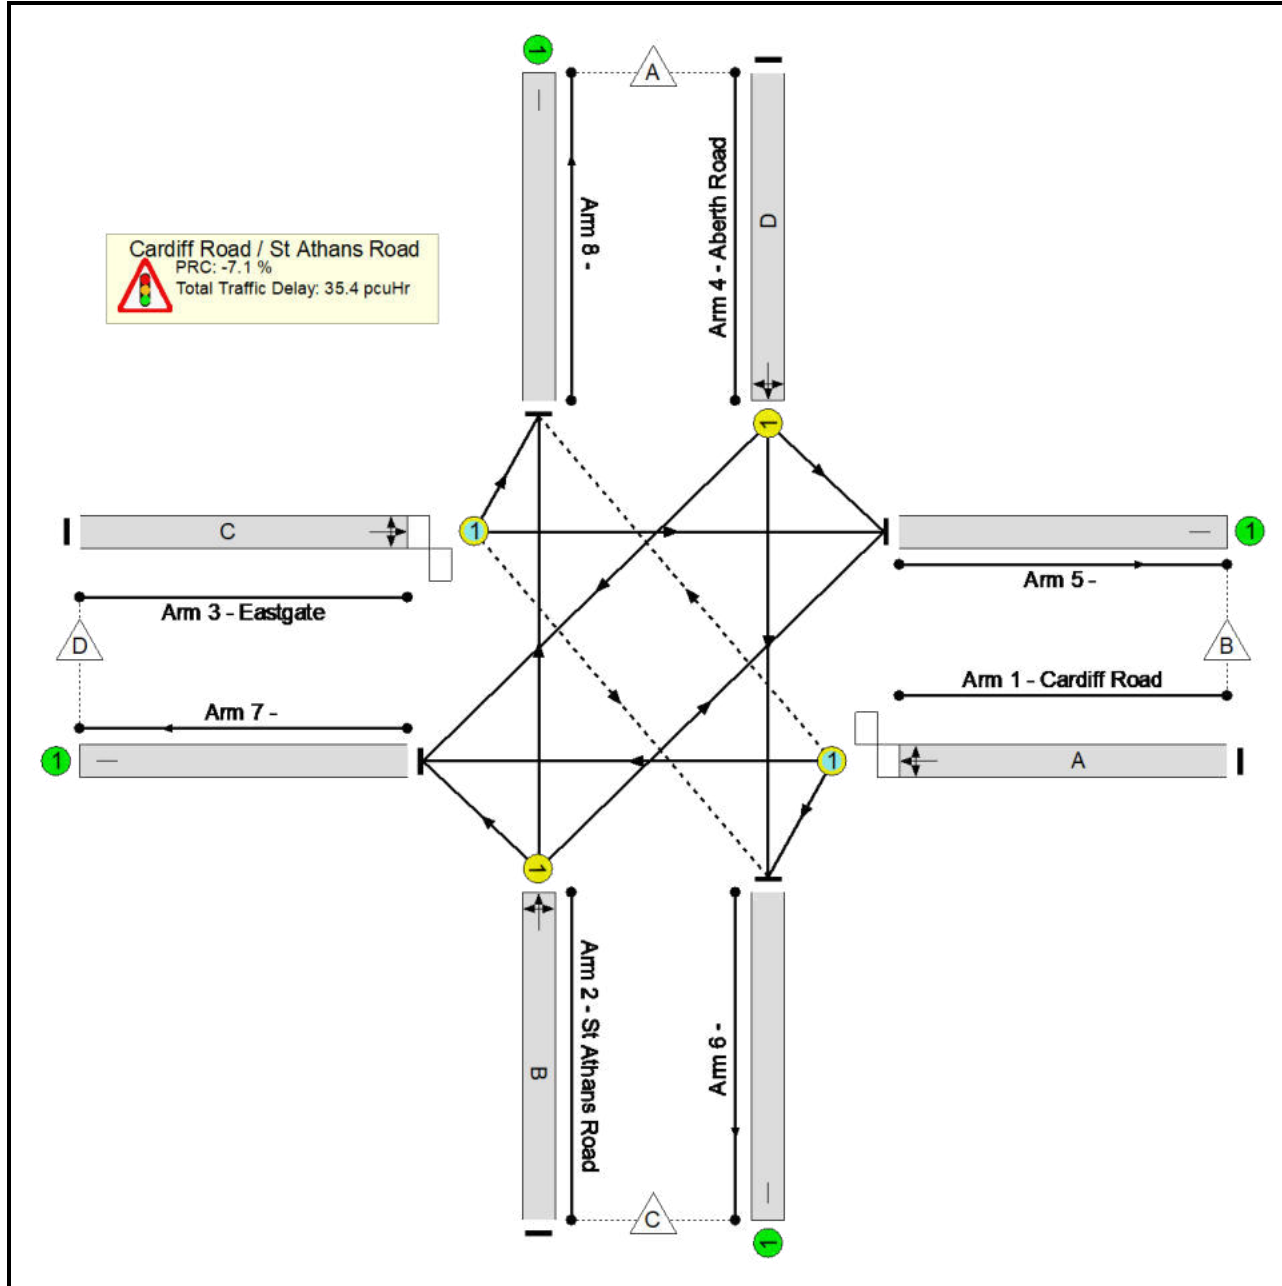 1
A
Arm 8 -
Arm 4 - Aberth Road
D
Cardiff Road / St Athans Road
PRC: -7.1 %
Total Traffic Delay: 35.4 pcuHr
1
C
1
1
Arm 3 - Eastgate
Arm 5 -
D
B
Arm 7 -
Arm 1 - Cardiff Road
1
1
A
1
B
Arm 2 - St Athans Road
Arm 6 -
C
1